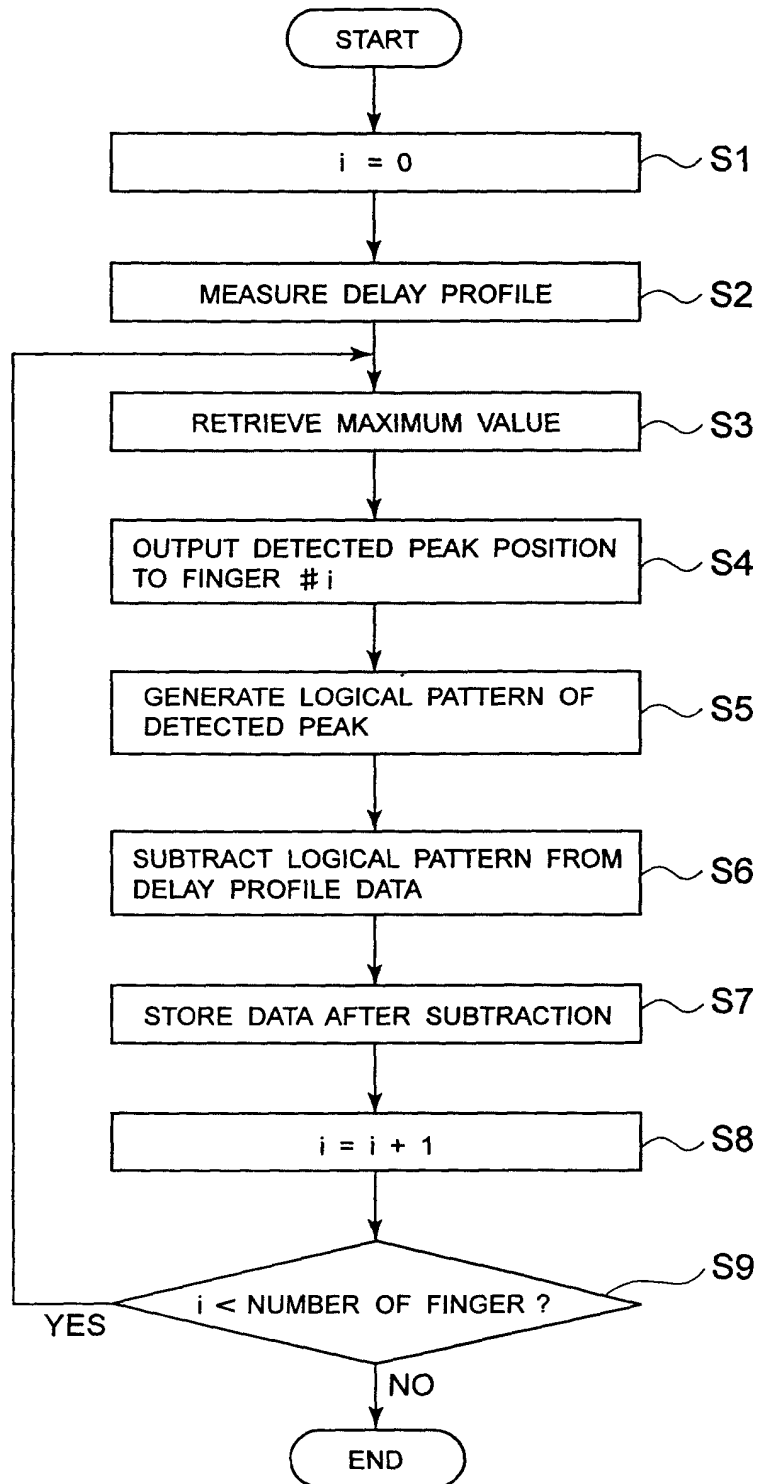 START
i = 0
S1
MEASURE DELAY PROFILE
S2
RETRIEVE MAXIMUM VALUE
S3
OUTPUT DETECTED PEAK POSITION
TO FINGER # i
S4
GENERATE LOGICAL PATTERN OF
DETECTED PEAK
S5
SUBTRACT LOGICAL PATTERN FROM
DELAY PROFILE DATA
S6
STORE DATA AFTER SUBTRACTION
S7
i = i + 1
S8
i < NUMBER OF FINGER ?
S9
YES
NO
END